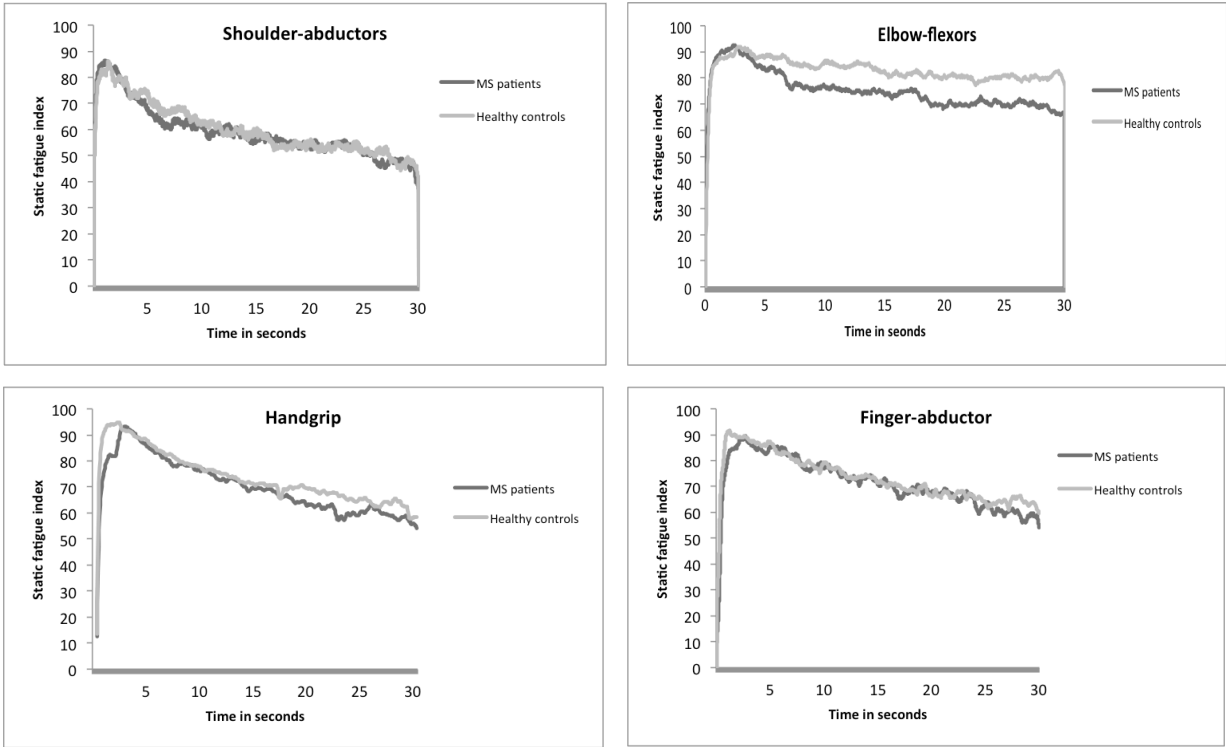 Shoulder-abductors
Static fatigue index
100
90
80
70
60
50
40
30
20
10
0
5 10 15 20 25 30
Time in seconds
MS patients
Healthy controls
Elbow-flexors
Static fatigue index
100
90
80
70
60
50
40
30
20
10
0
0 5 10 15 20 25 30
Time in seonds
MS patients
Healthy controls
Handgrip
Static fatigue index
100
90
80
70
60
50
40
30
20
10
0
5 10 15 20 25 30
Time in seconds
MS patients
Healthy controls
Finger-abductor
Static fatigue index
100
90
80
70
60
50
40
30
20
10
0
5 10 15 20 25 30
Time in seconds
MS patients
Healthy controls